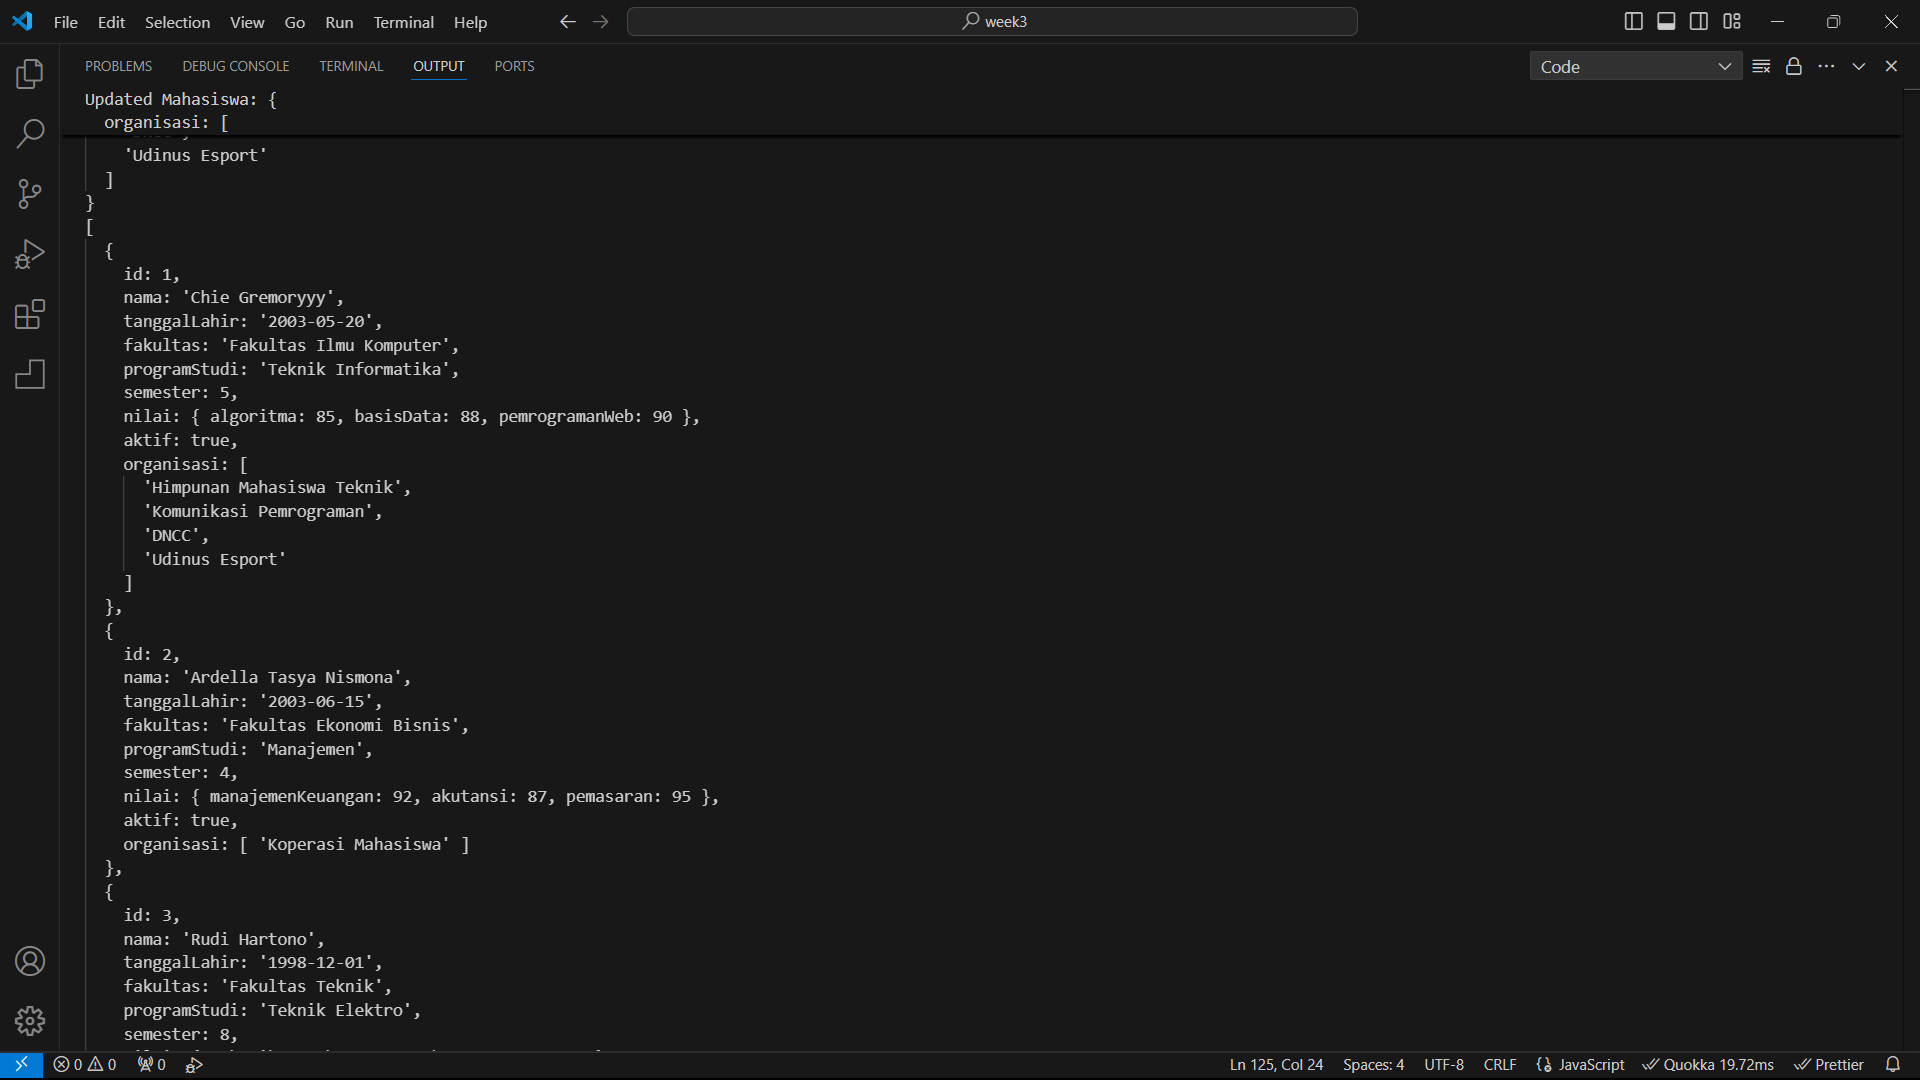 File Edit Selection View Go Run Terminal Help
week3
PROBLEMS DEBUG CONSOLE TERMINAL OUTPUT PORTS
Code
Updated Mahasiswa: {
organisasi: [
'Udinus Esport'
]
}
[
{
id: 1,
nama: 'Chie Gremoryyy',
tanggalLahir: '2003-05-20',
fakultas: 'Fakultas Ilmu Komputer',
programStudi: 'Teknik Informatika',
semester: 5,
nilai: { algoritma: 85, basisData: 88, pemrogramanWeb: 90 },
aktif: true,
organisasi: [
'Himpunan Mahasiswa Teknik',
'Komunikasi Pemrograman',
'DNCC',
'Udinus Esport'
]
},
{
id: 2,
nama: 'Ardella Tasya Nismona',
tanggalLahir: '2003-06-15',
fakultas: 'Fakultas Ekonomi Bisnis',
programStudi: 'Manajemen',
semester: 4,
nilai: { manajemenKeuangan: 92, akutansi: 87, pemasaran: 95 },
aktif: true,
organisasi: [ 'Koperasi Mahasiswa' ]
},
{
id: 3,
nama: 'Rudi Hartono',
tanggalLahir: '1998-12-01',
fakultas: 'Fakultas Teknik',
programStudi: 'Teknik Elektro',
semester: 8,
0 0 0 Ln 125, Col 24 Spaces: 4 UTF-8 CRLF JavaScript Quokka 19.72ms Prettier